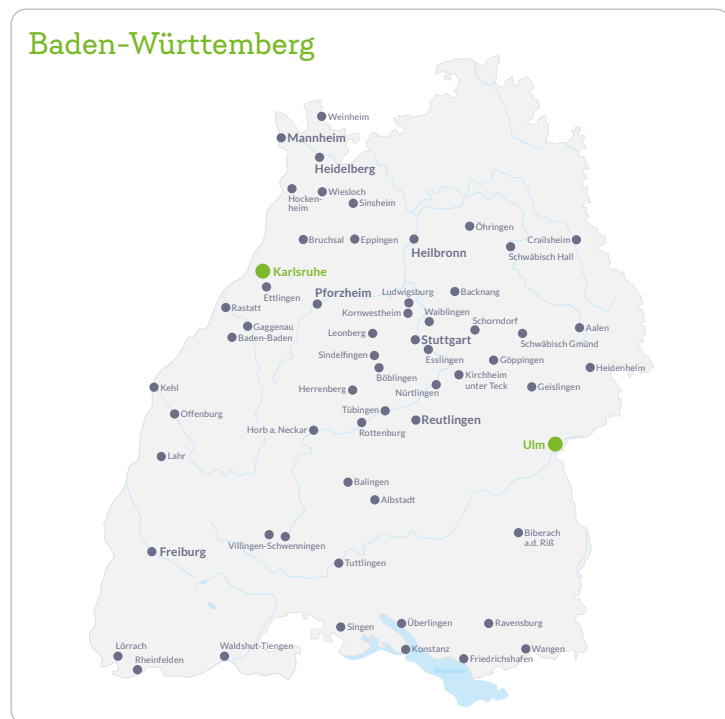 Baden-Württemberg
Weinheim
Mannheim
Heidelberg
Hocken-
heim
Wiesloch
Sinsheim
Öhringen
Bruchsal
Eppingen
Heilbronn
Crailsheim
Schwäbisch Hall
Karlsruhe
Ettlingen
Pforzheim
Ludwigsburg
Backnang
Rastatt
Kornwestheim
Waiblingen
Schorndorf
Gaggenau
Baden-Baden
Leonberg
Stuttgart
Schwäbisch Gmünd
Aalen
Sindelfingen
Esslingen
Göppingen
Heidenheim
Böblingen
Kirchheim
unter Teck
Kehl
Herrenberg
Nürtlingen
Geislingen
Offenburg
Tübingen
Reutlingen
Horb a. Neckar
Rottenburg
Ulm
Lahr
Balingen
Albstadt
Biberach
a.d. Riß
Villingen-Schwenningen
Freiburg
Tuttlingen
Singen
Überlingen
Ravensburg
Lörrach
Waldshut-Tiengen
Konstanz
Wangen
Rheinfelden
Friedrichshafen
Bodensee